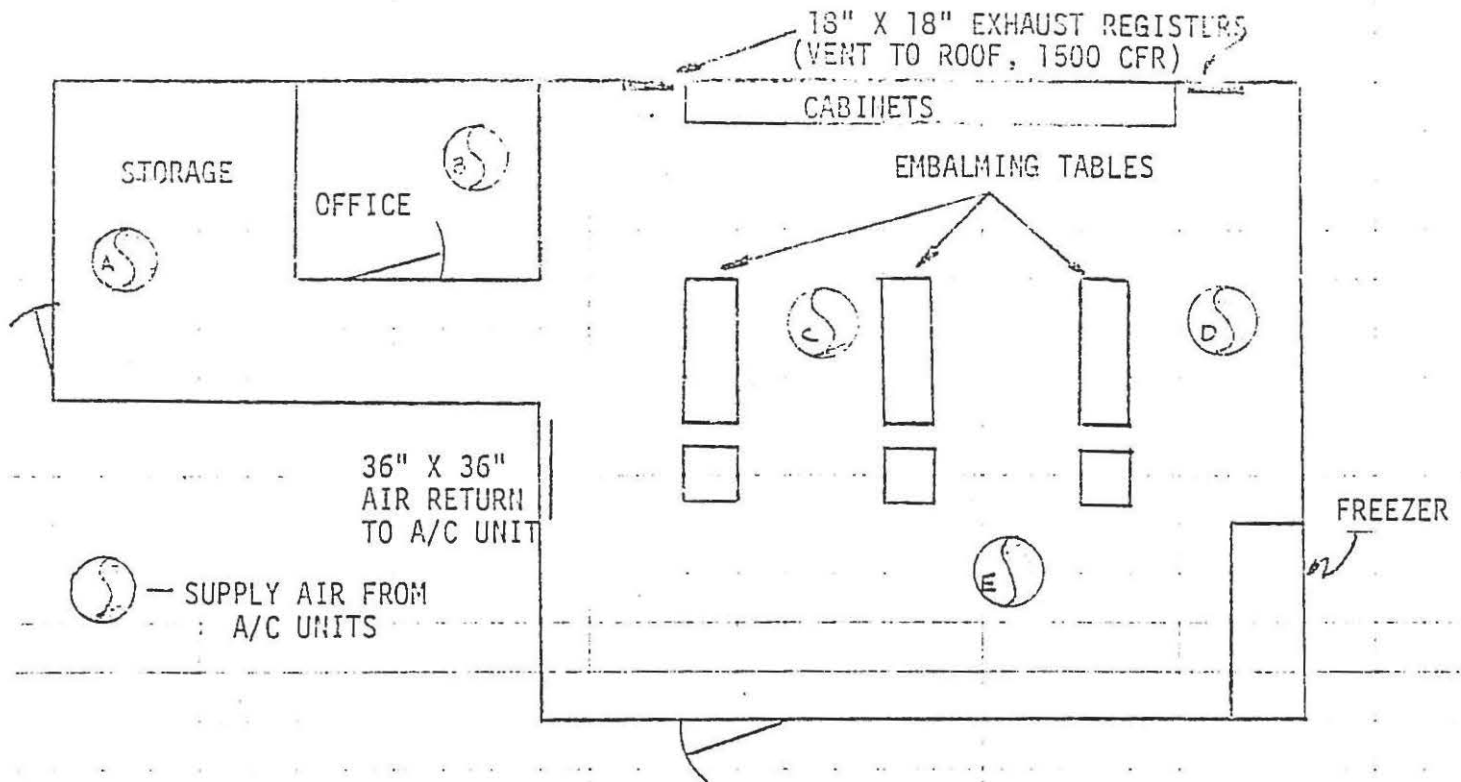 18" X 18" EXHAUST REGISTERS
(VENT TO ROOF, 1500 CFR)
CABINETS
STORAGE
B
EMBALMING TABLES
OFFICE
A
C
D
36" X 36"
AIR RETURN
TO A/C UNIT
FREEZER
E
SUPPLY AIR FROM
A/C UNITS